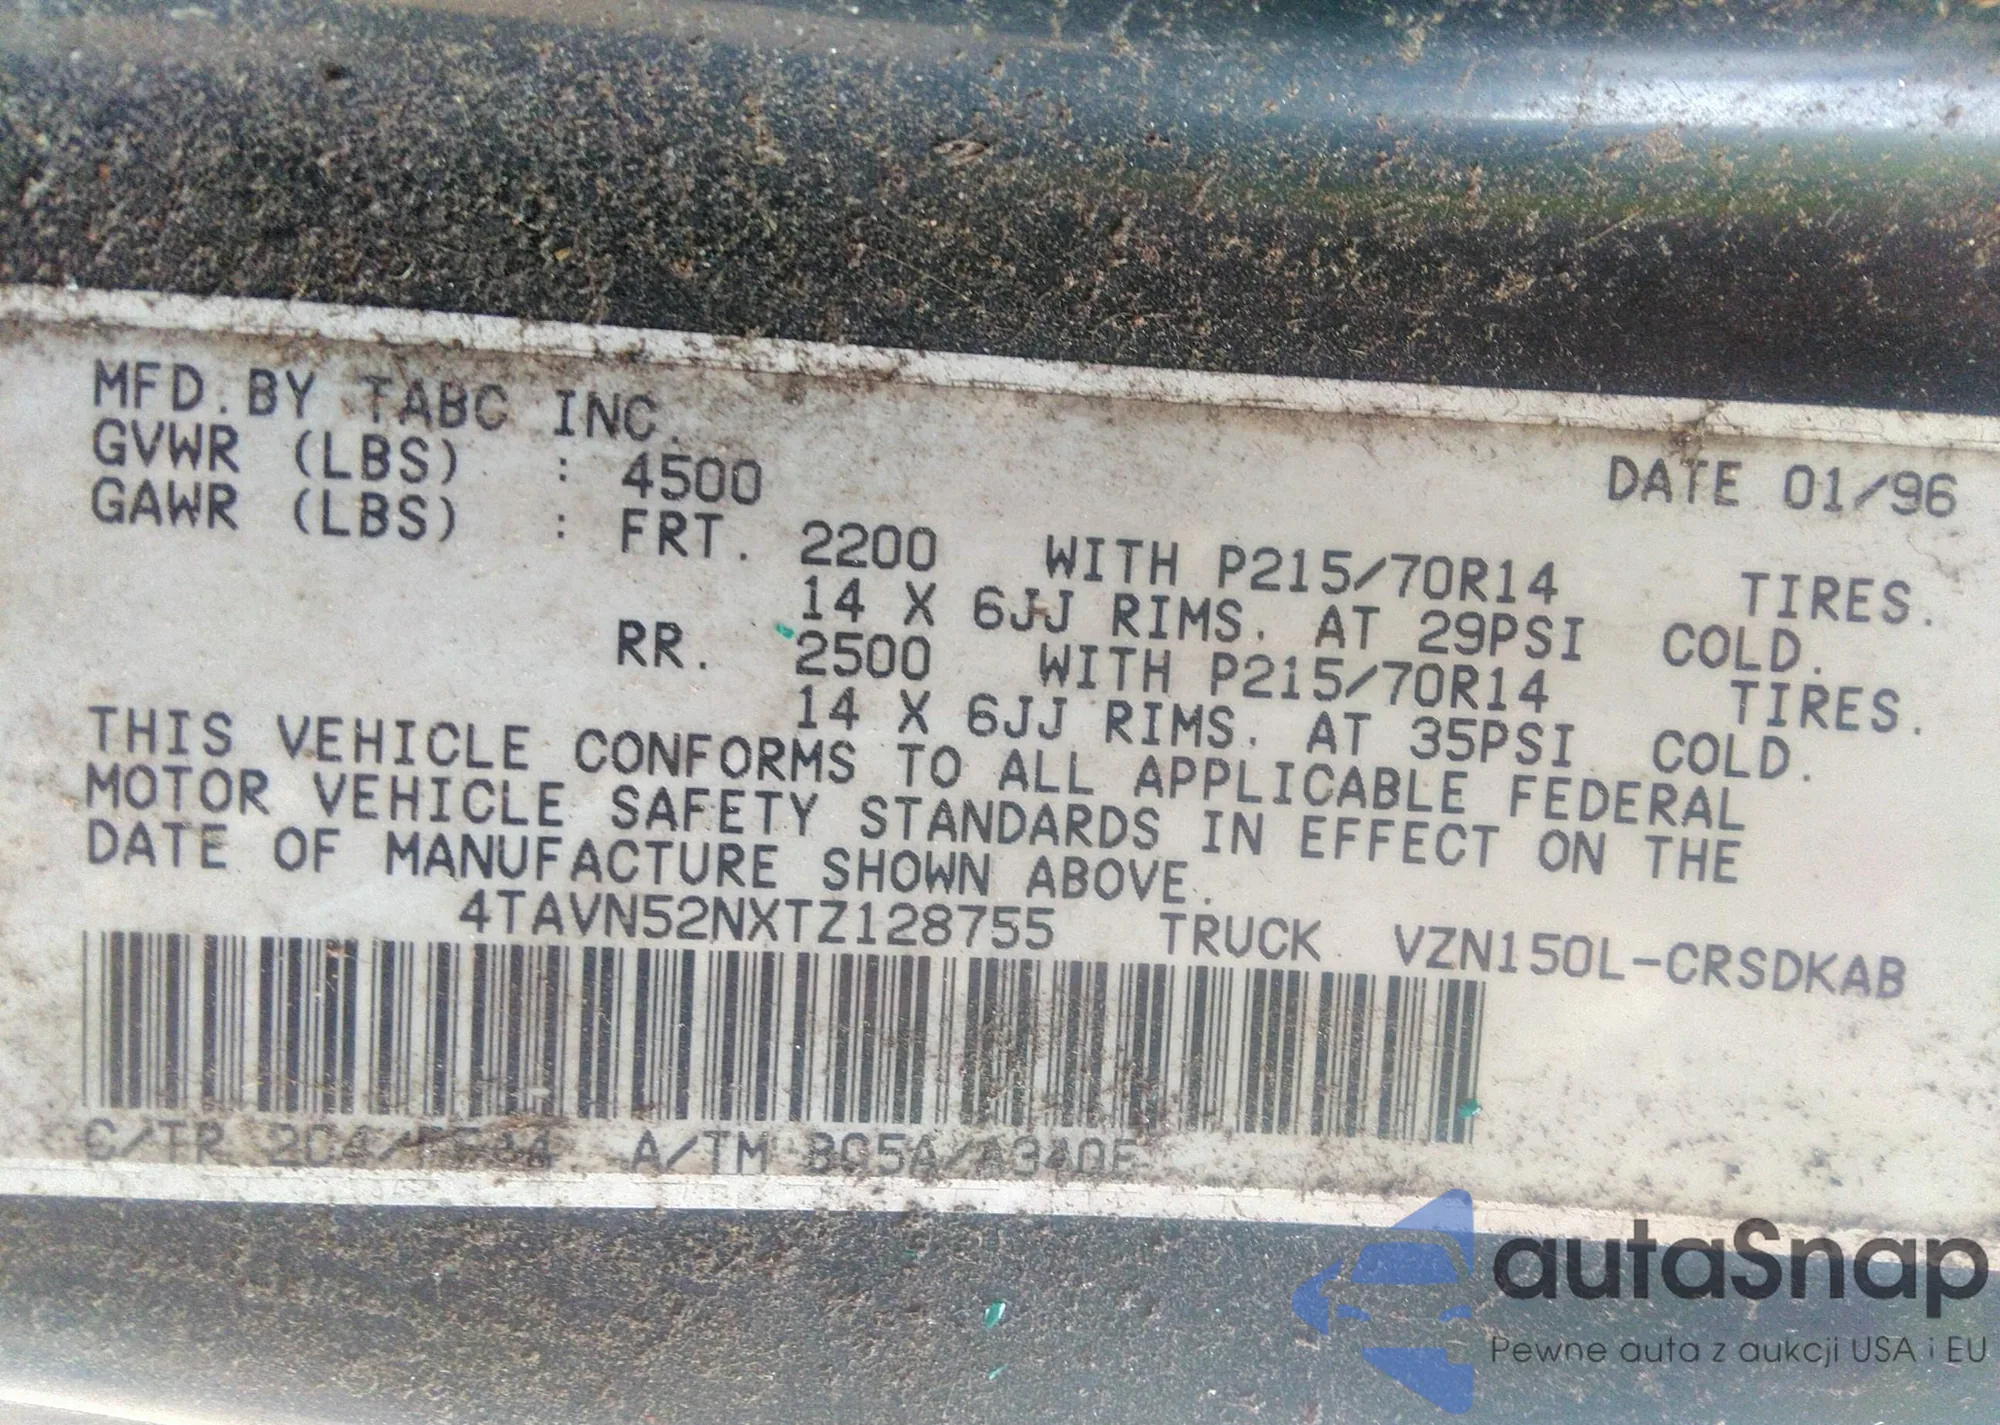 MFD. BY TABC INC.
GVWR (LBS) : 4500 DATE 01/96
GAWR (LBS) : FRT. 2200 WITH P215/70R14 TIRES.
14 X 6JJ RIMS. AT 29PSI COLD.
RR. 2500 WITH P215/70R14 TIRES.
14 X 6JJ RIMS. AT 35PSI COLD.
THIS VEHICLE CONFORMS TO ALL APPLICABLE FEDERAL
MOTOR VEHICLE SAFETY STANDARDS IN EFFECT ON THE
DATE OF MANUFACTURE SHOWN ABOVE.
4TAVN52NXTZ128755 TRUCK VZN150L-CRSDKAB
C/TR A/TM
autaSnap
Pewne auta z aukcji USA i EU